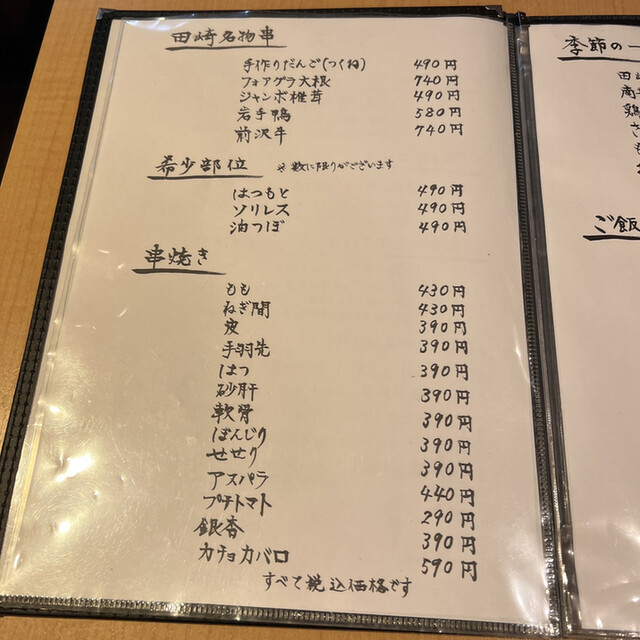 田崎名物串
手作りだんご(つくね) 490円
フォアグラ大根 740円
ジャンボ椎茸 490円
岩手鴨 580円
前沢牛 740円
希少部位 ※数に限りがございます
はつもと 490円
ソリレス 490円
油つぼ 490円
串焼き
もも 430円
ねぎ間 430円
皮 390円
手羽先 390円
はつ 390円
砂肝 390円
軟骨 390円
ぼんじり 390円
せせり 390円
アスパラ 440円
プチトマト 290円
銀杏 390円
カチョカバロ 590円
すべて税込価格です
季節の一
田
鶏
さ
ご飯